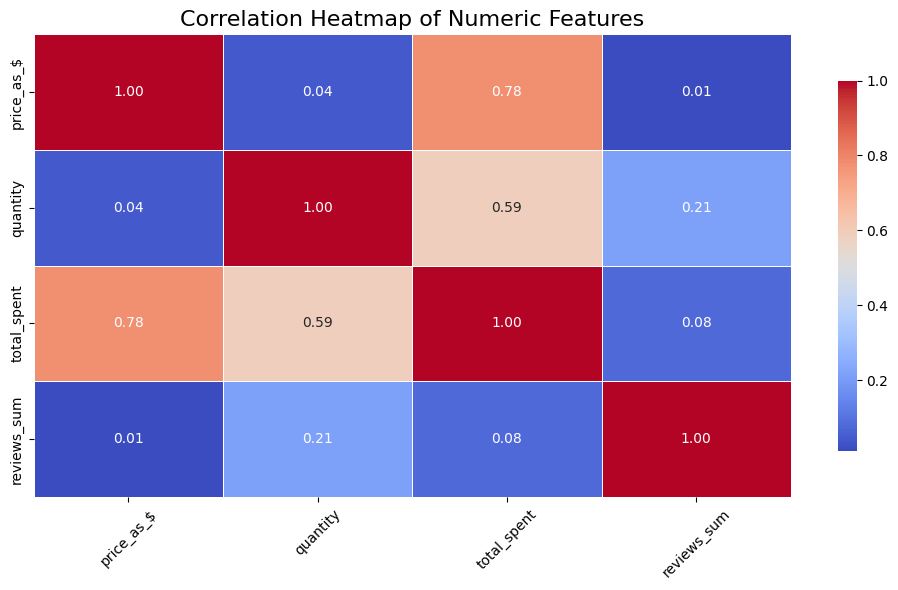 Correlation Heatmap of Numeric Features
price_as_$
1.00 0.04 0.78 0.01
quantity
0.04 1.00 0.59 0.21
total_spent
0.78 0.59 1.00 0.08
reviews_sum
0.01 0.21 0.08 1.00
price_as_$ quantity total_spent reviews_sum
1.0
0.8
0.6
0.4
0.2